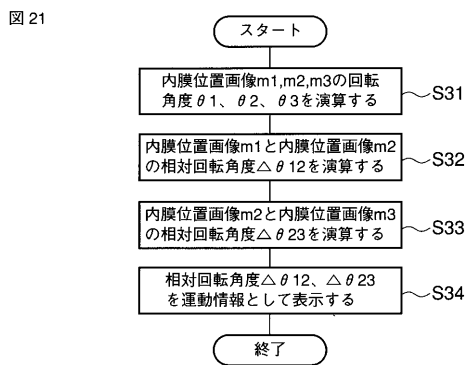 図 21
スタート
内膜位置画像m1,m2,m3の回転
角度θ1、θ2、θ3を演算する
S31
内膜位置画像m1と内膜位置画像m2
の相対回転角度△θ12を演算する
S32
内膜位置画像m2と内膜位置画像m3
の相対回転角度△θ23を演算する
S33
相対回転角度△θ12、△θ23
を運動情報として表示する
S34
終了